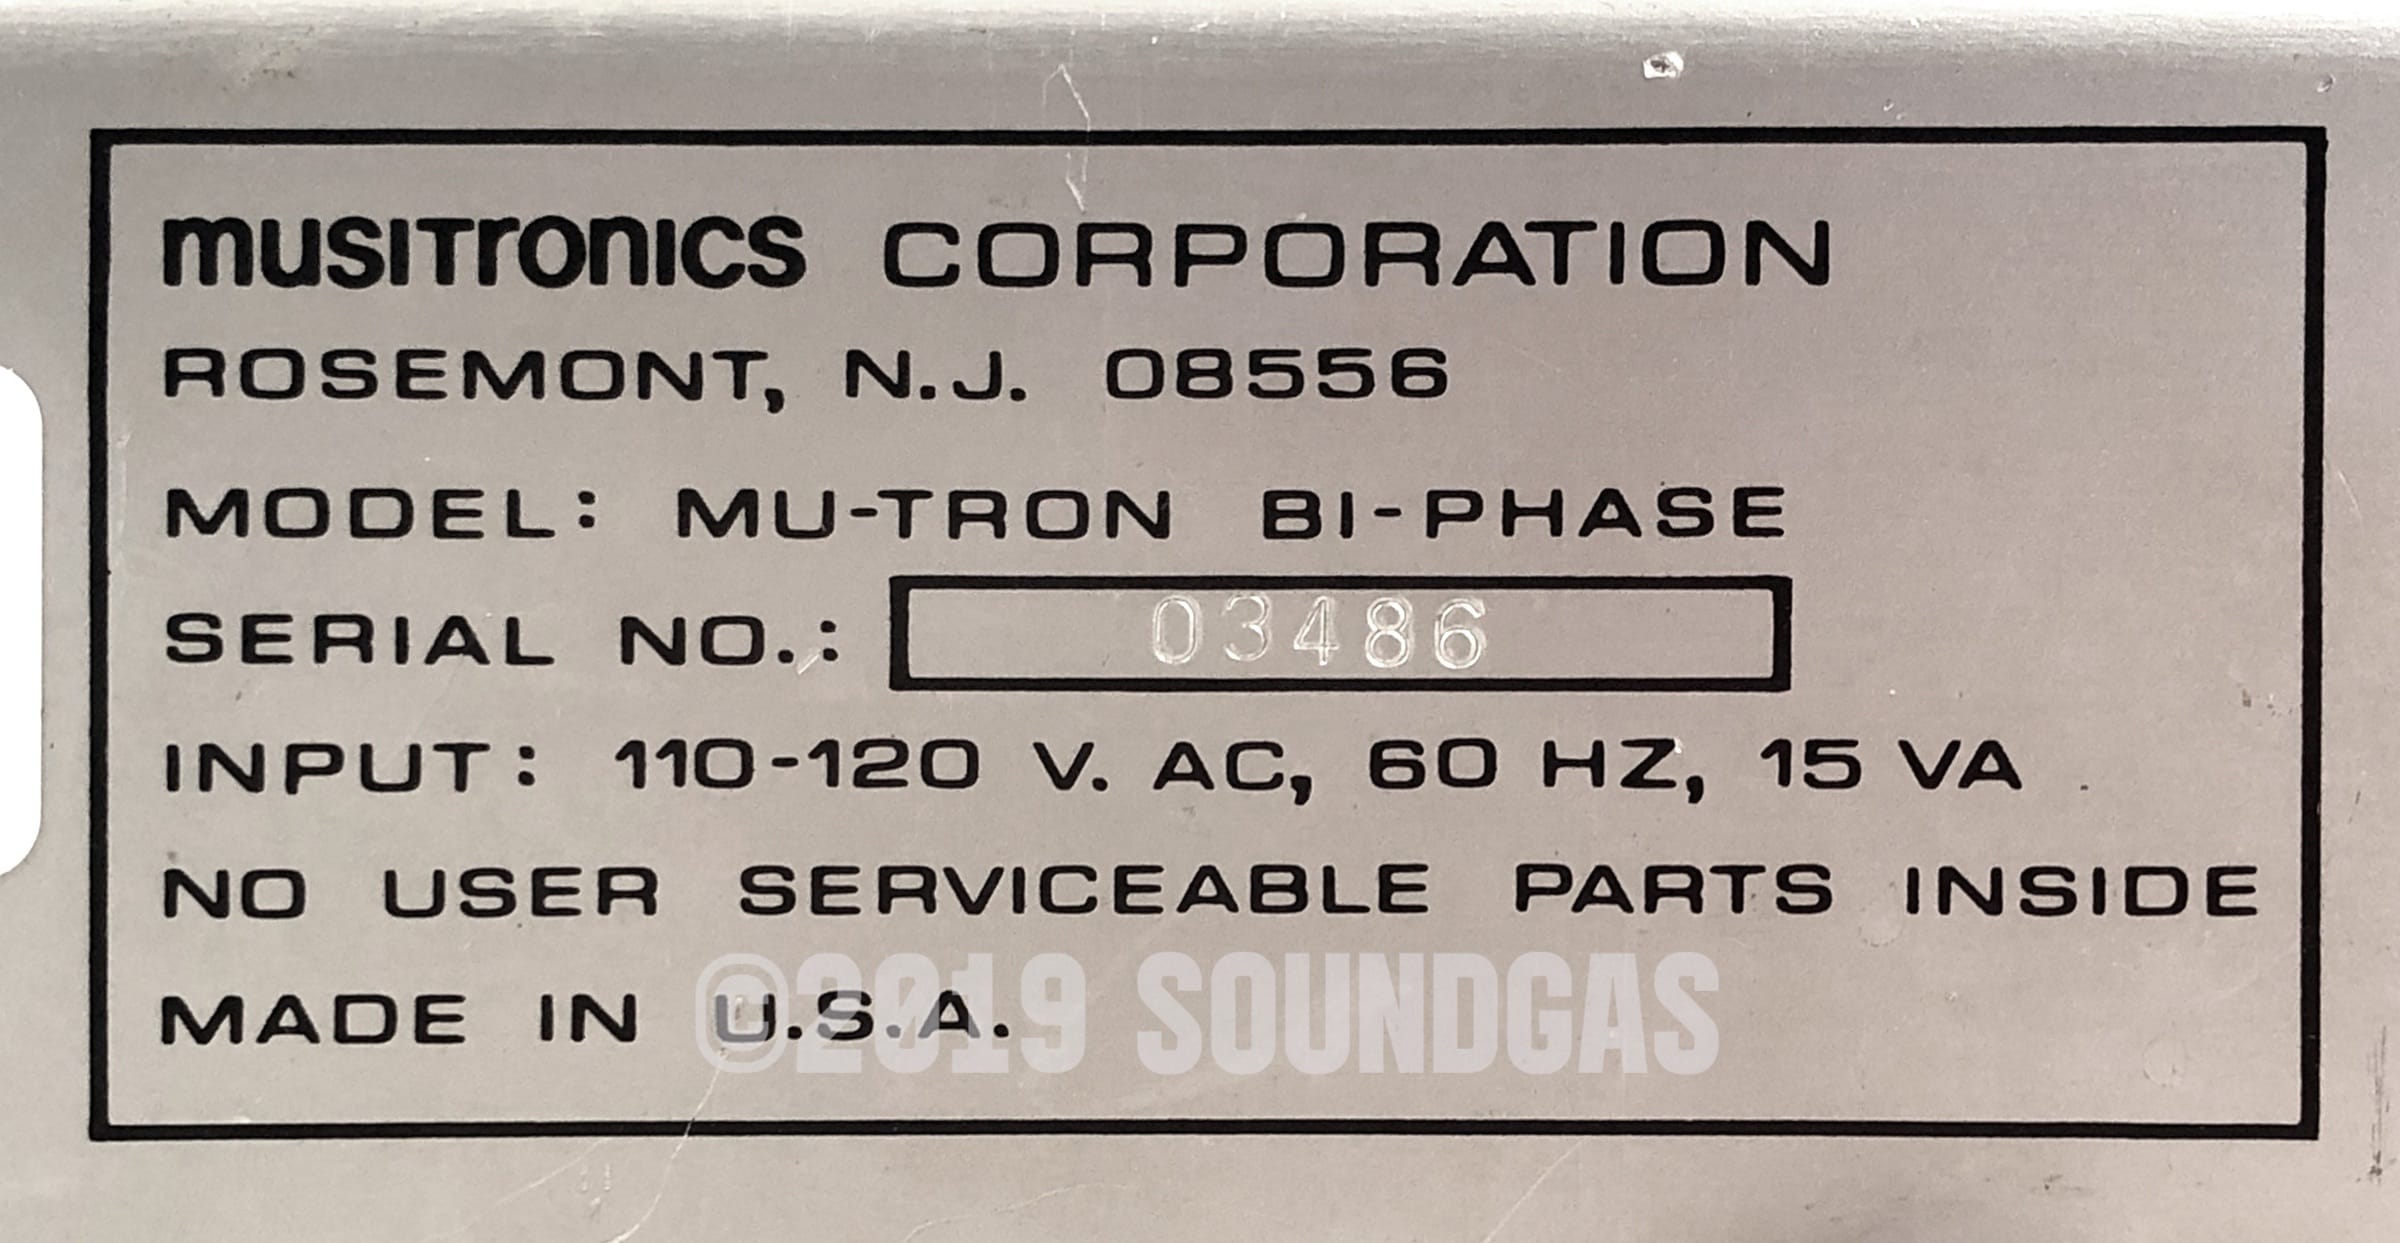 musiTronics CORPORATION
ROSEMONT, N.J. 08556
MODEL: MU-TRON BI-PHASE
SERIAL NO.: 03486
INPUT: 110-120 V. AC, 60 HZ, 15 VA
NO USER SERVICEABLE PARTS INSIDE
MADE IN U.S.A.
©2019 SOUNDGAS